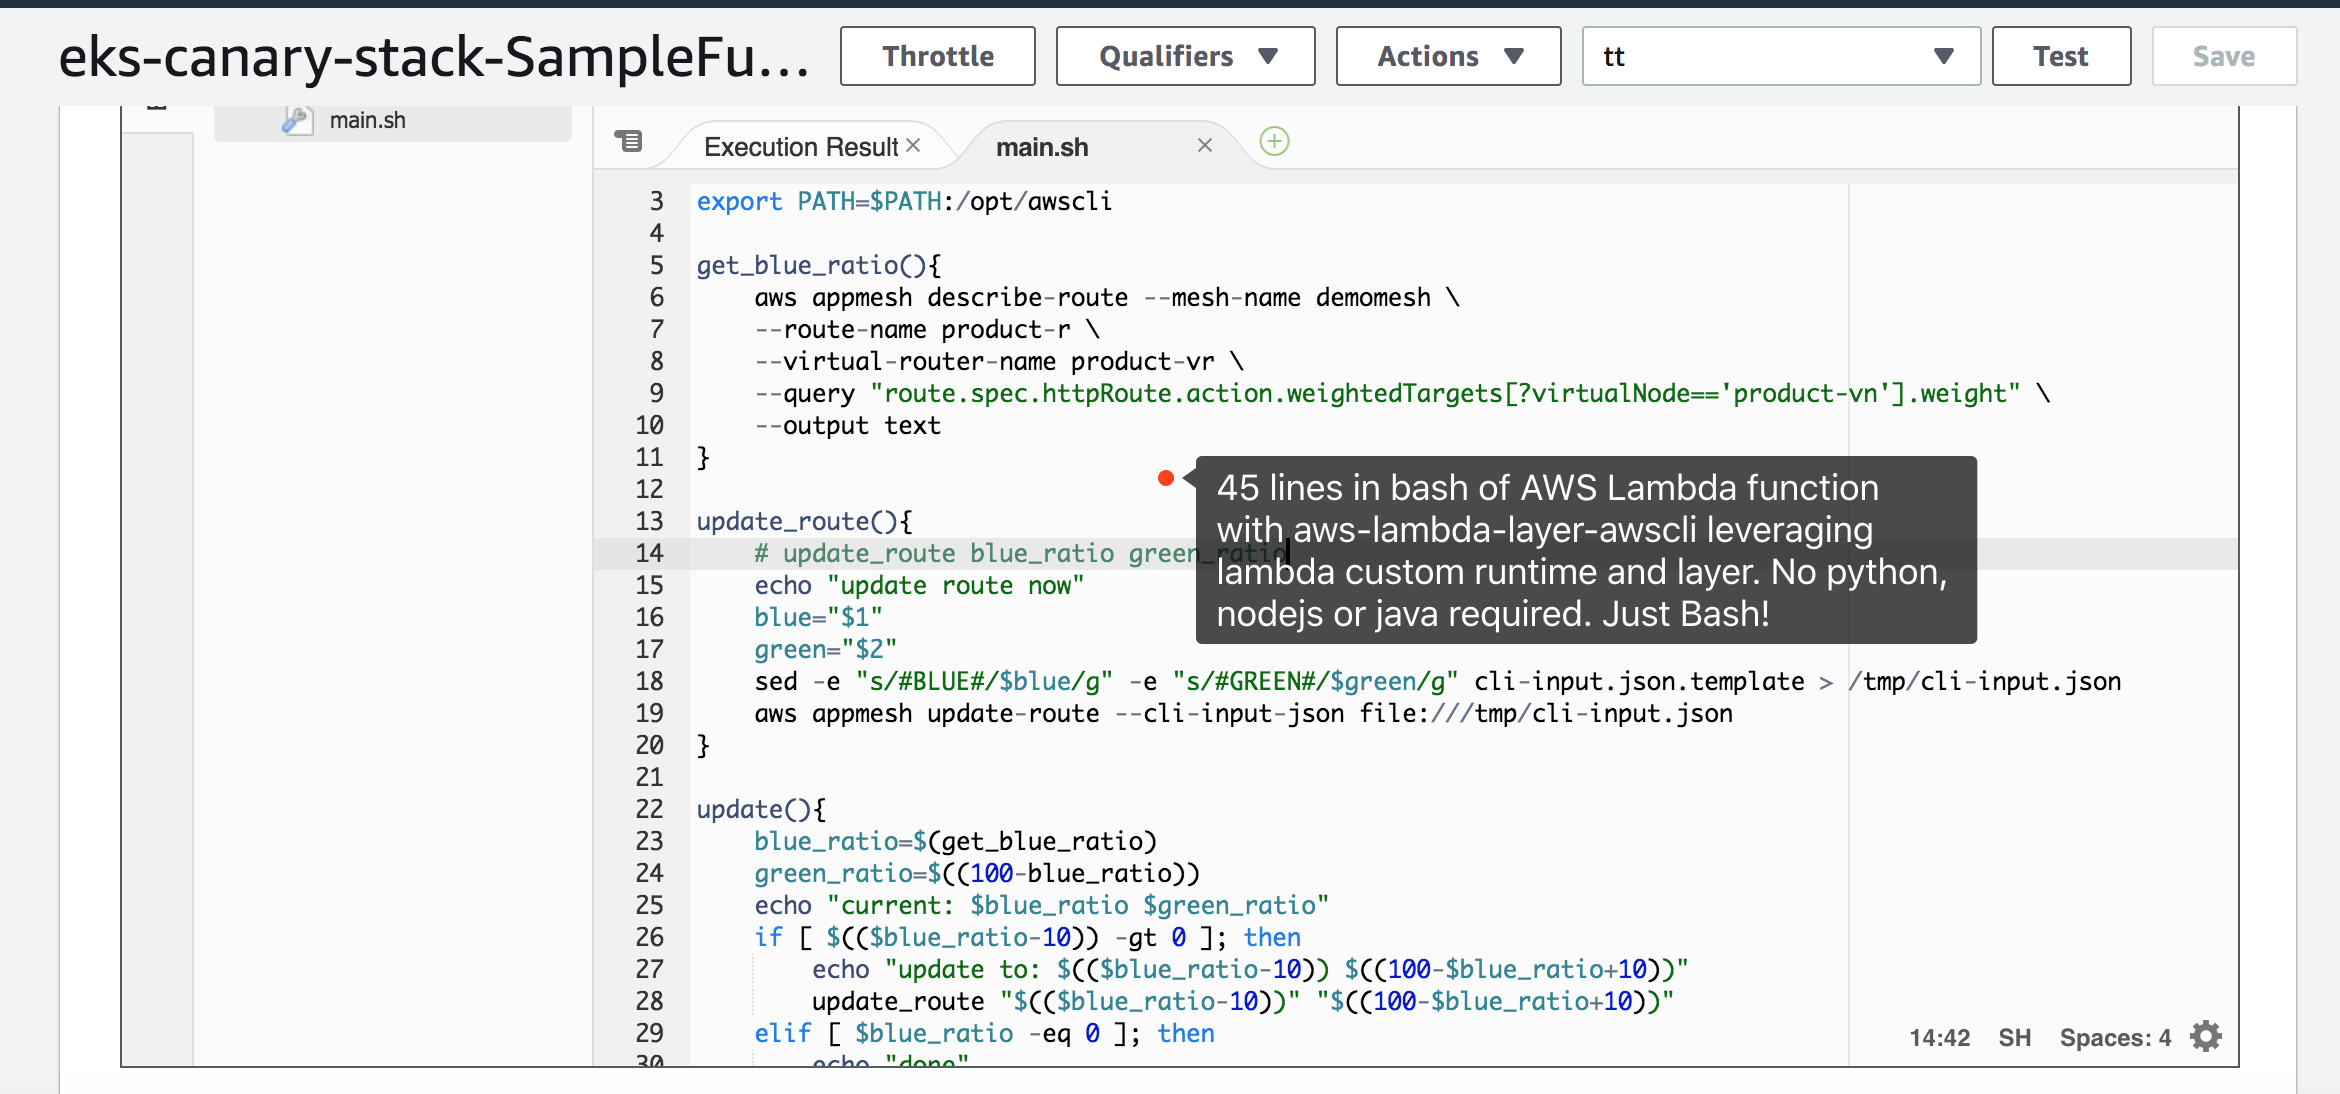 eks-canary-stack-SampleFu...
Throttle
Qualifiers
Actions
tt
Test
Save
main.sh
Execution Result
main.sh
3 export PATH=$PATH:/opt/awscli
4
5 get_blue_ratio(){
6     aws appmesh describe-route --mesh-name demomesh \
7     --route-name product-r \
8     --virtual-router-name product-vr \
9     --query "route.spec.httpRoute.action.weightedTargets[?virtualNode=='product-vn'].weight" \
10     --output text
11 }
12
13 update_route(){
14     # update_route blue_ratio green_ratio
15     echo "update route now"
16     blue="$1"
17     green="$2"
18     sed -e "s/#BLUE#/$blue/g" -e "s/#GREEN#/$green/g" cli-input.json.template > /tmp/cli-input.json
19     aws appmesh update-route --cli-input-json file:///tmp/cli-input.json
20 }
21
22 update(){
23     blue_ratio=$(get_blue_ratio)
24     green_ratio=$((100-blue_ratio))
25     echo "current: $blue_ratio $green_ratio"
26     if [ $(($blue_ratio-10)) -gt 0 ]; then
27         echo "update to: $(($blue_ratio-10)) $((100-$blue_ratio+10))"
28         update_route "$(($blue_ratio-10))" "$((100-$blue_ratio+10))"
29     elif [ $blue_ratio -eq 0 ]; then
30         echo "done"
45 lines in bash of AWS Lambda function
with aws-lambda-layer-awscli leveraging
lambda custom runtime and layer. No python,
nodejs or java required. Just Bash!
14:42 SH Spaces: 4